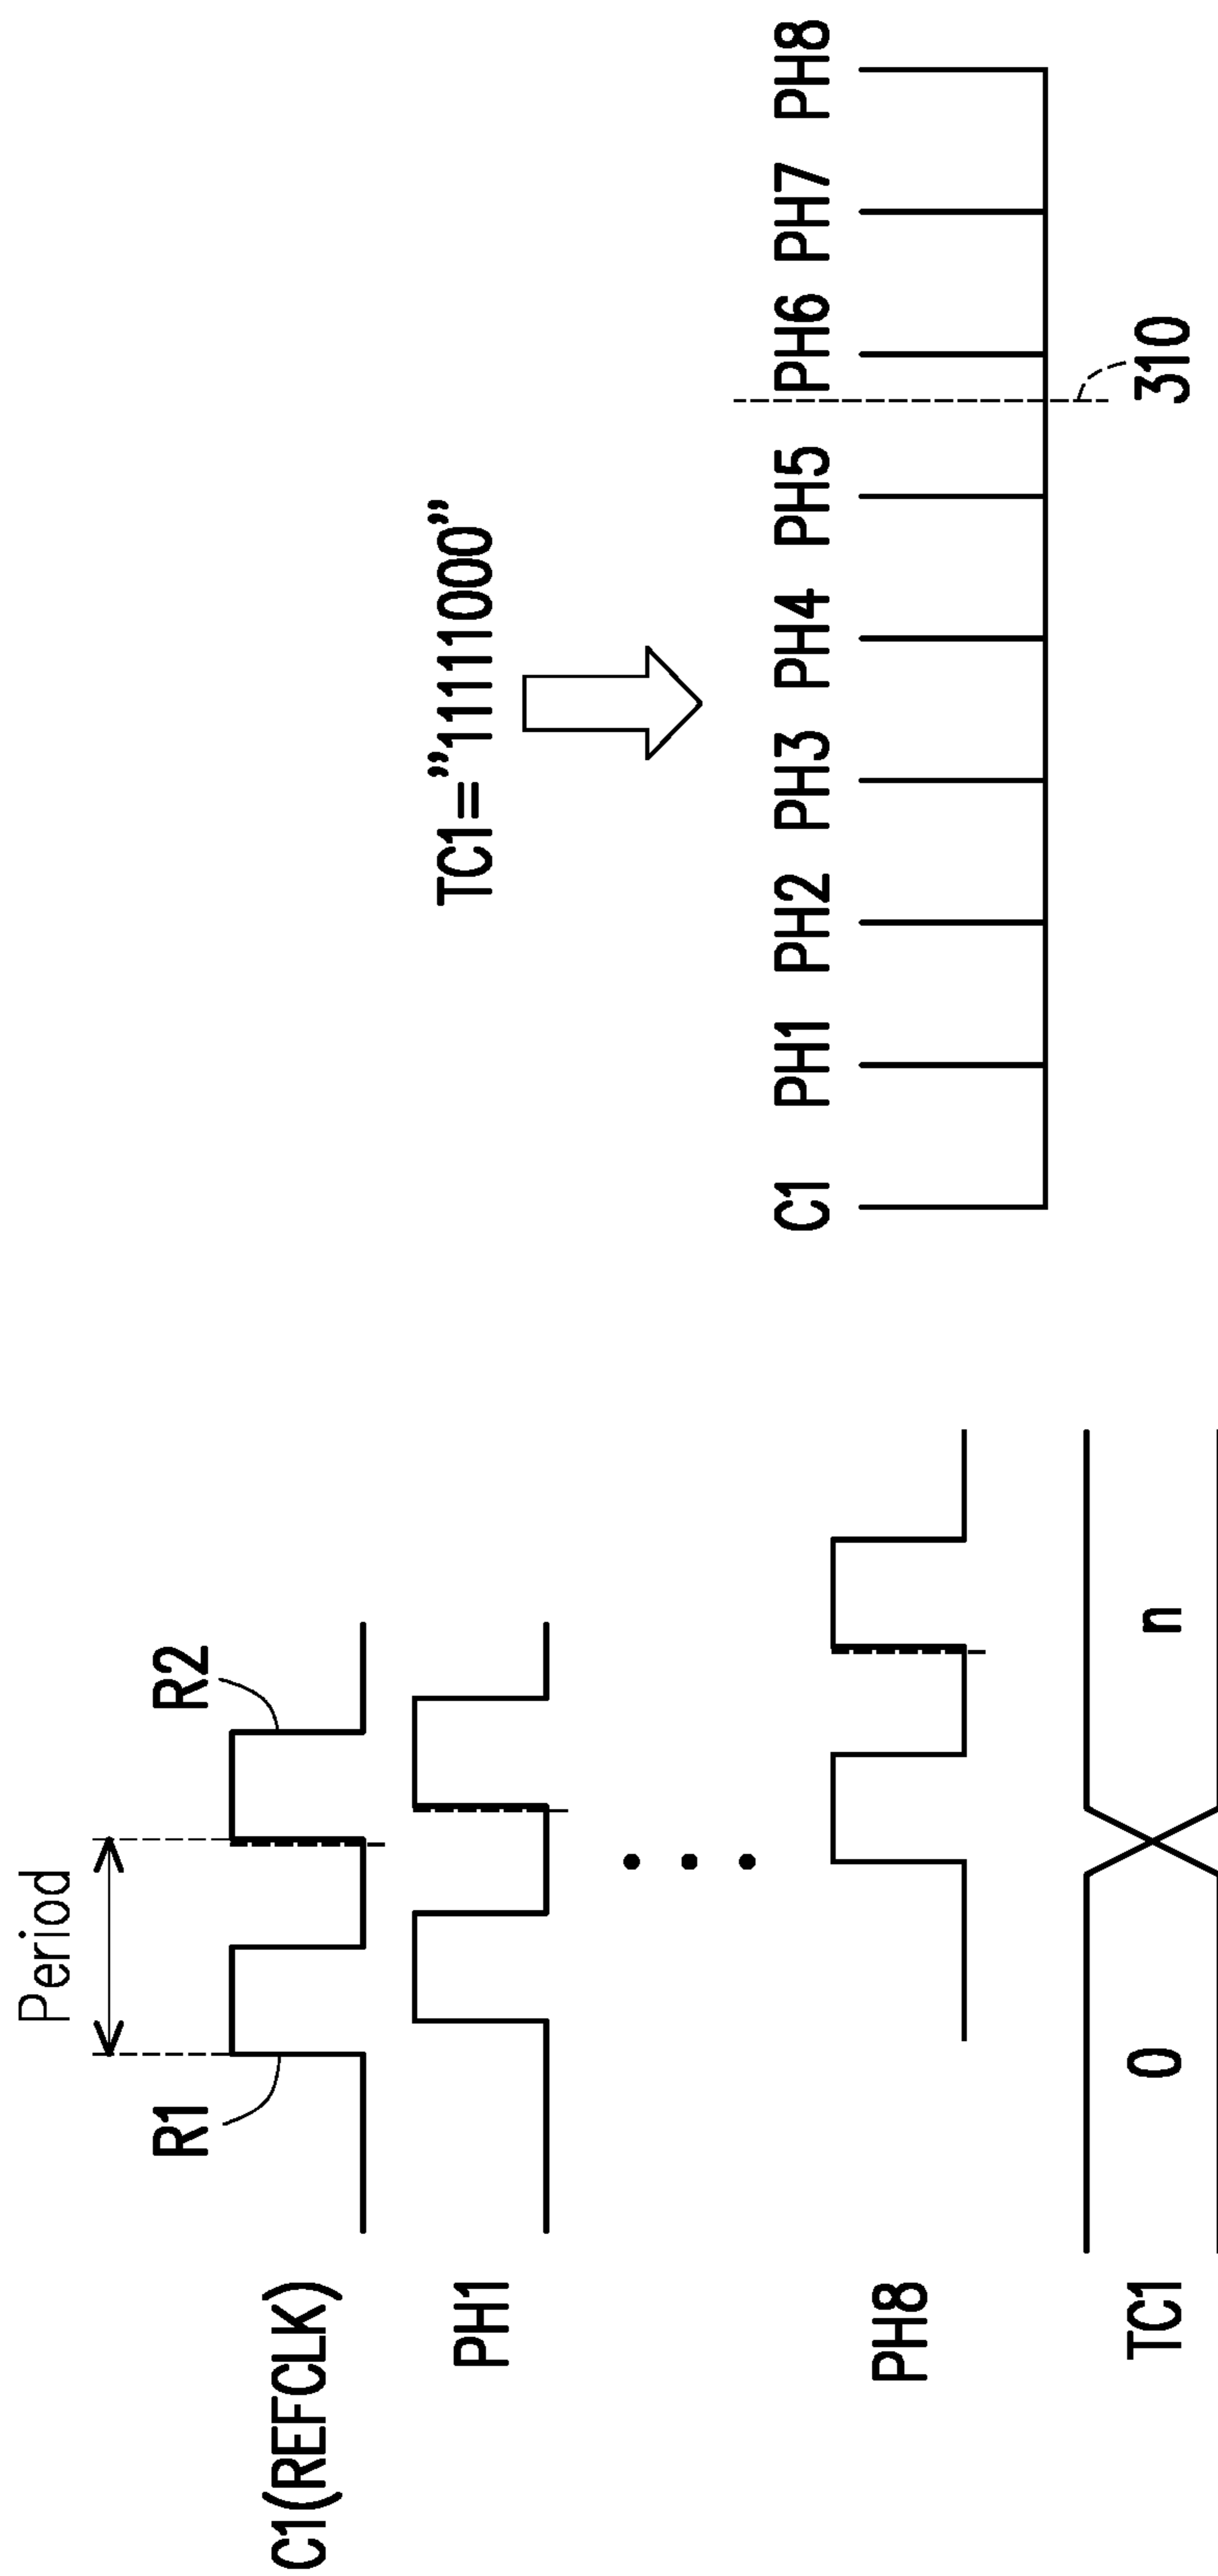 Period
R1
R2
C1(REFCLK)
PH1
PH8
TC1
0
n
TC1="11111000"
C1 PH1 PH2 PH3 PH4 PH5 PH6 PH7 PH8
310